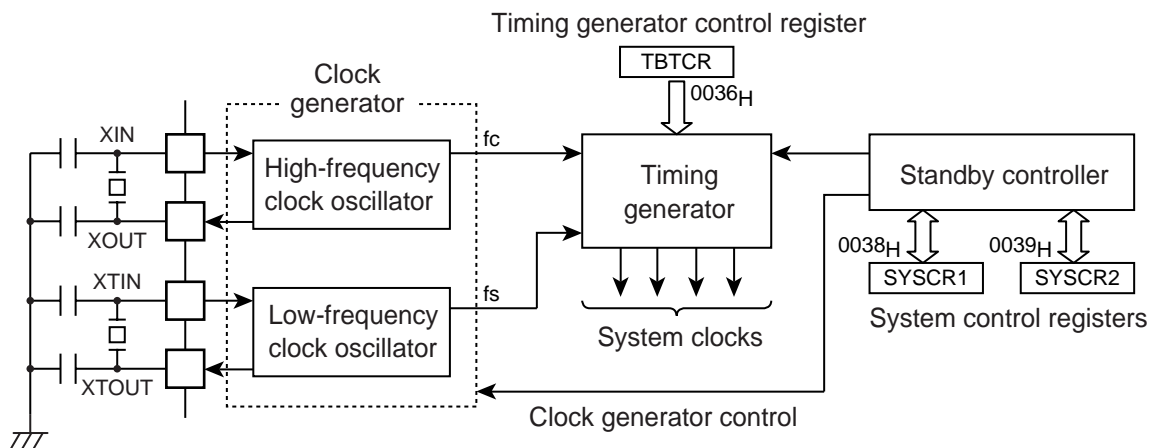 Timing generator control register
TBTCR
0036H
Clock
generator
XIN
XOUT
High-frequency
clock oscillator
fc
Timing
generator
Standby controller
0038H
0039H
SYSCR1
SYSCR2
System control registers
XTIN
XTOUT
Low-frequency
clock oscillator
fs
System clocks
Clock generator control